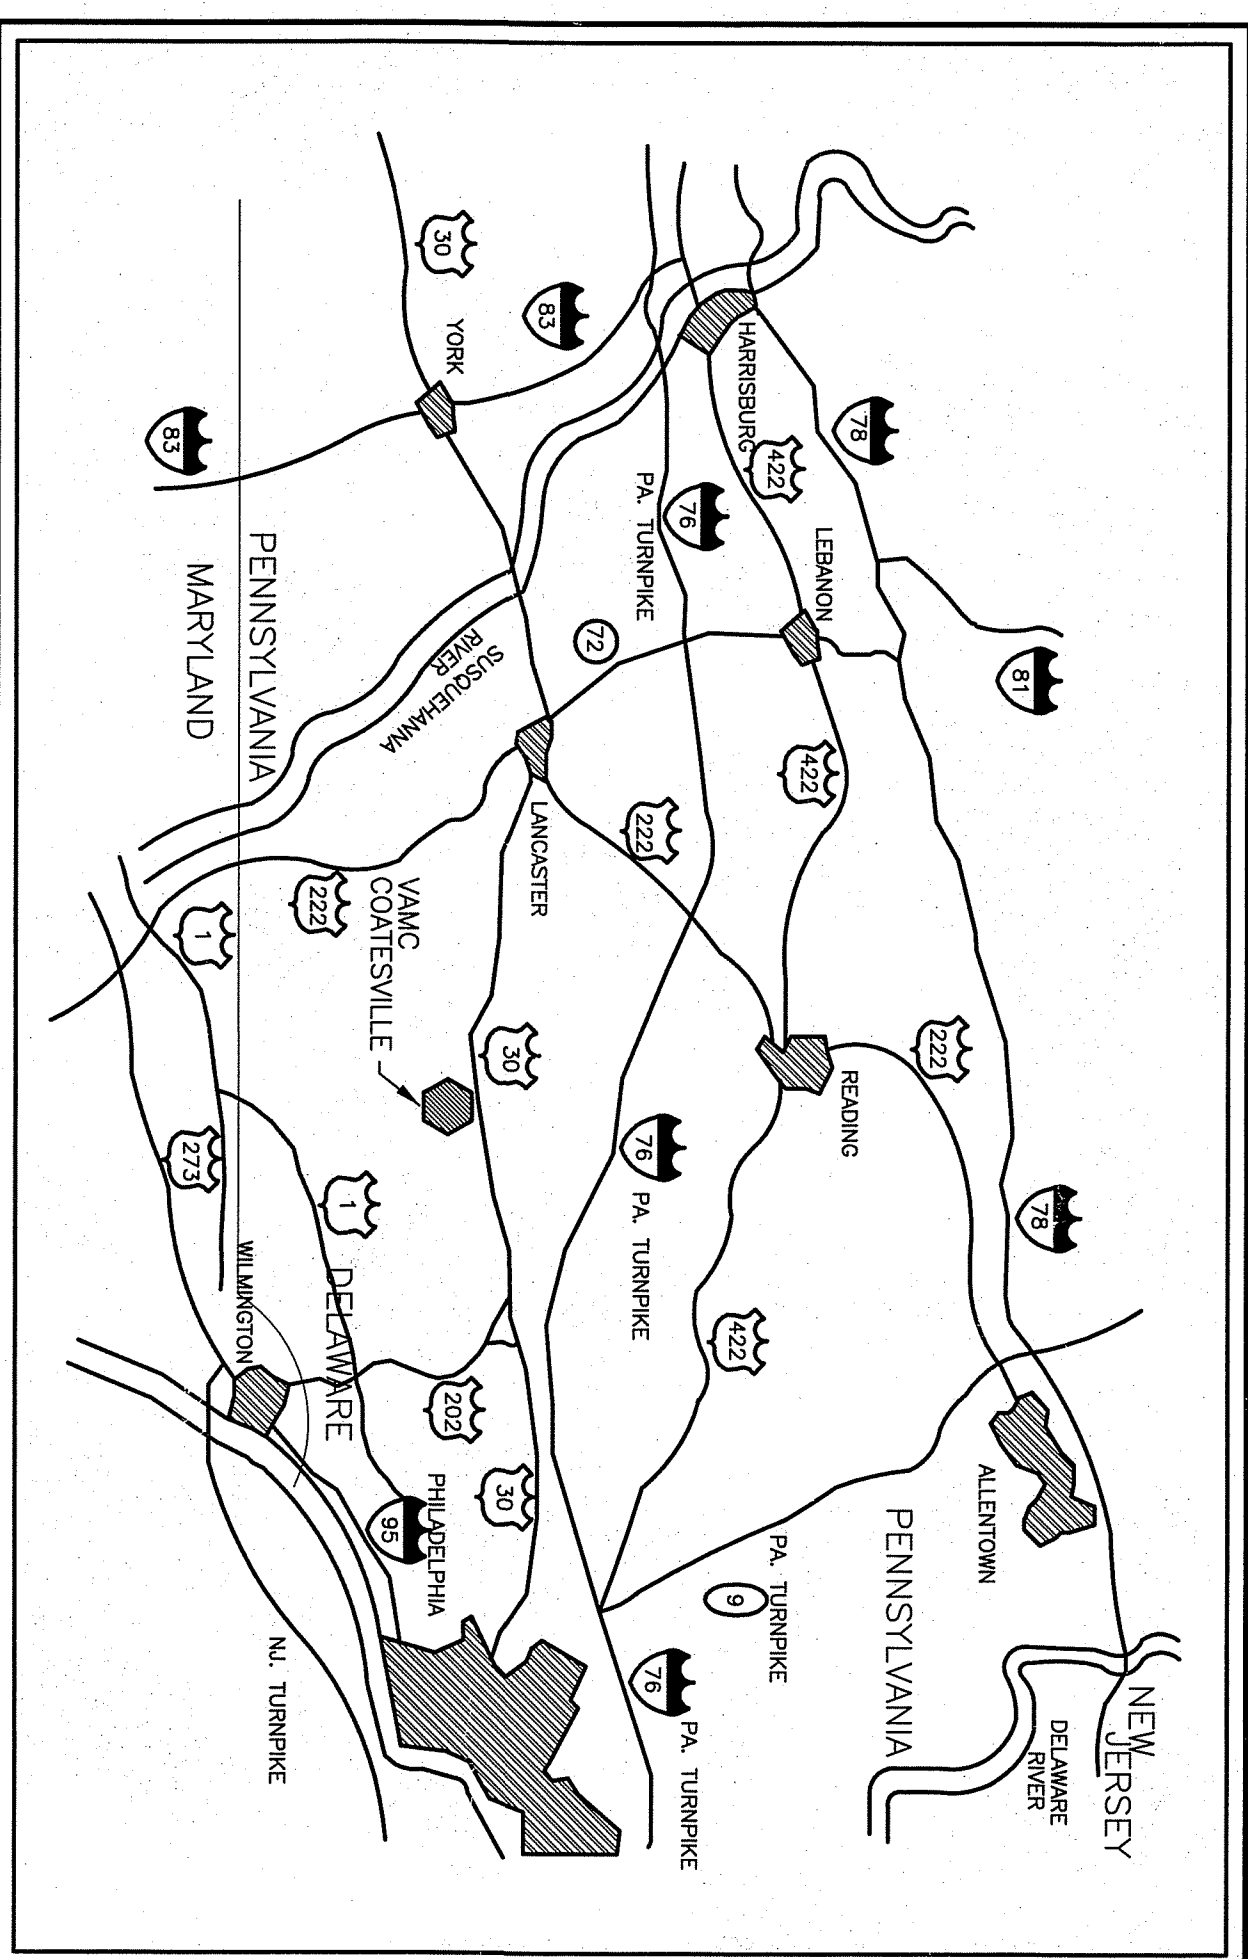 NEW
JERSEY
DELAWARE
RIVER
81
78
78
ALLENTOWN
222
PENNSYLVANIA
READING
LEBANON
422
422
HARRISBURG
422
PA. TURNPIKE
9
76
PA. TURNPIKE
76
PA. TURNPIKE
76
PA. TURNPIKE
222
72
83
LANCASTER
30
30
YORK
30
SUSQUEHANNA
RIVER
VAMC
COATESVILLE
202
PHILADELPHIA
95
1
DELAWARE
222
PENNSYLVANIA
MARYLAND
WILMINGTON
NJ. TURNPIKE
1
273
83